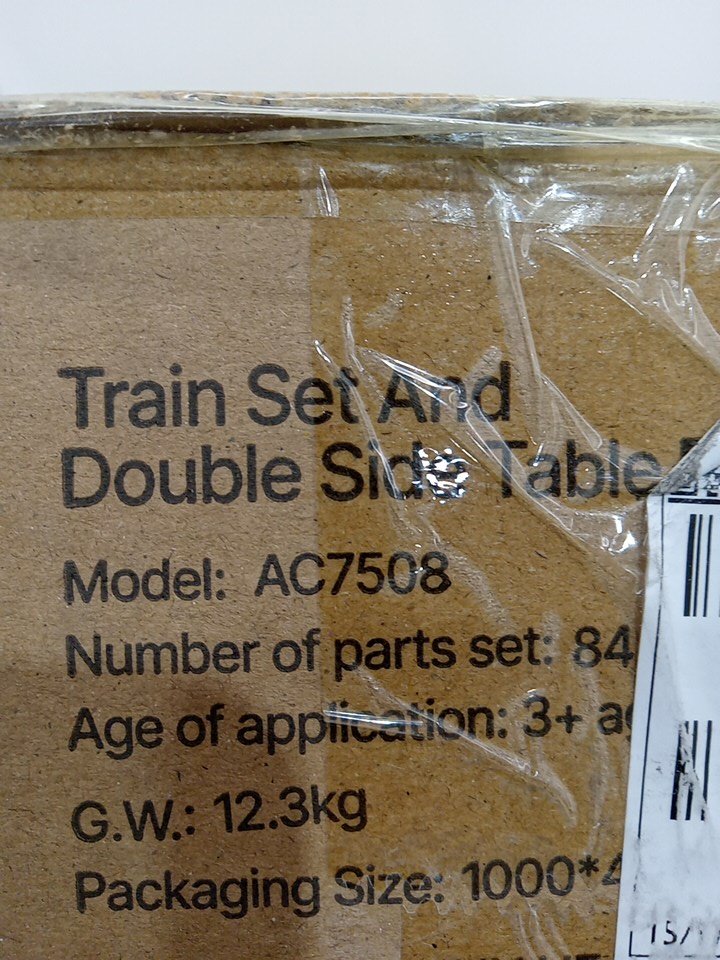 Train Set And
Double Side Table
Model: AC7508
Number of parts set: 84
Age of application: 3+
G.W.: 12.3kg
Packaging Size: 1000*4
15/